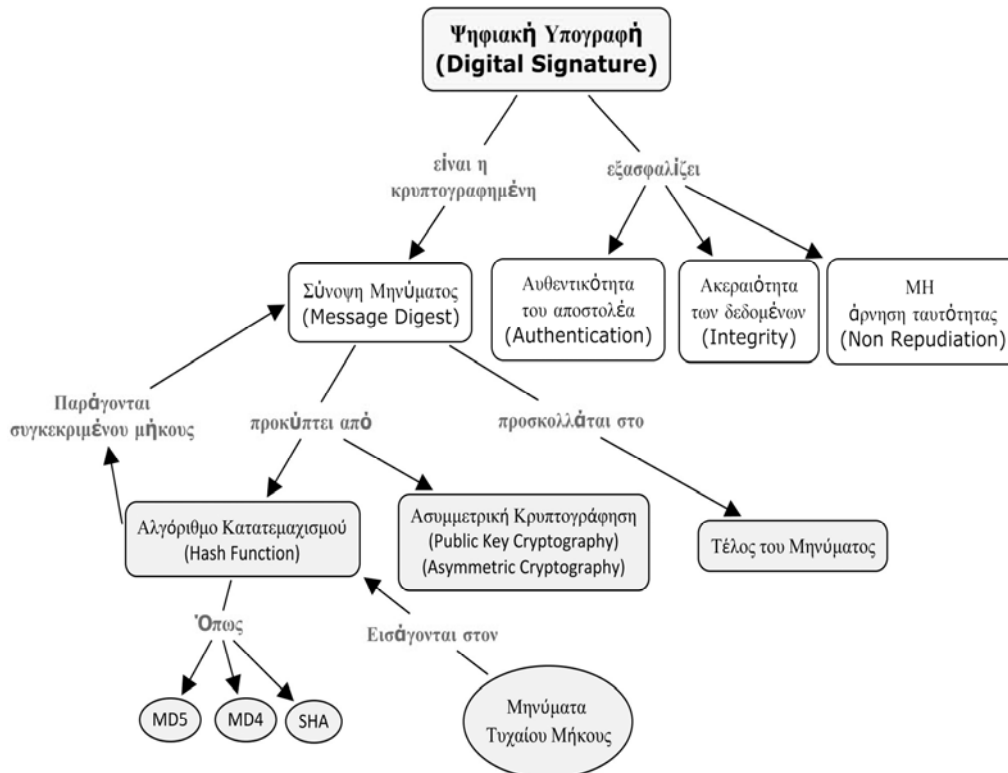 Ψηφιακή Υπογραφή
(Digital Signature)
είναι η
κρυπτογραφημένη
εξασφαλίζει
Σύνοψη Μηνύματος
(Message Digest)
Αυθεντικότητα
του αποστολέα
(Authentication)
Ακεραιότητα
των δεδομένων
(Integrity)
ΜΗ
άρνηση ταυτότητας
(Non Repudiation)
Παράγονται
συγκεκριμένου μήκους
προκύπτει από
προσκολλάται στο
Αλγόριθμο Κατατεμαχισμού
(Hash Function)
Ασυμμετρική Κρυπτογράφηση
(Public Key Cryptography)
(Asymmetric Cryptography)
Τέλος του Μηνύματος
Όπως
Εισάγονται στον
MD5
MD4
SHA
Μηνύματα
Τυχαίου Μήκους